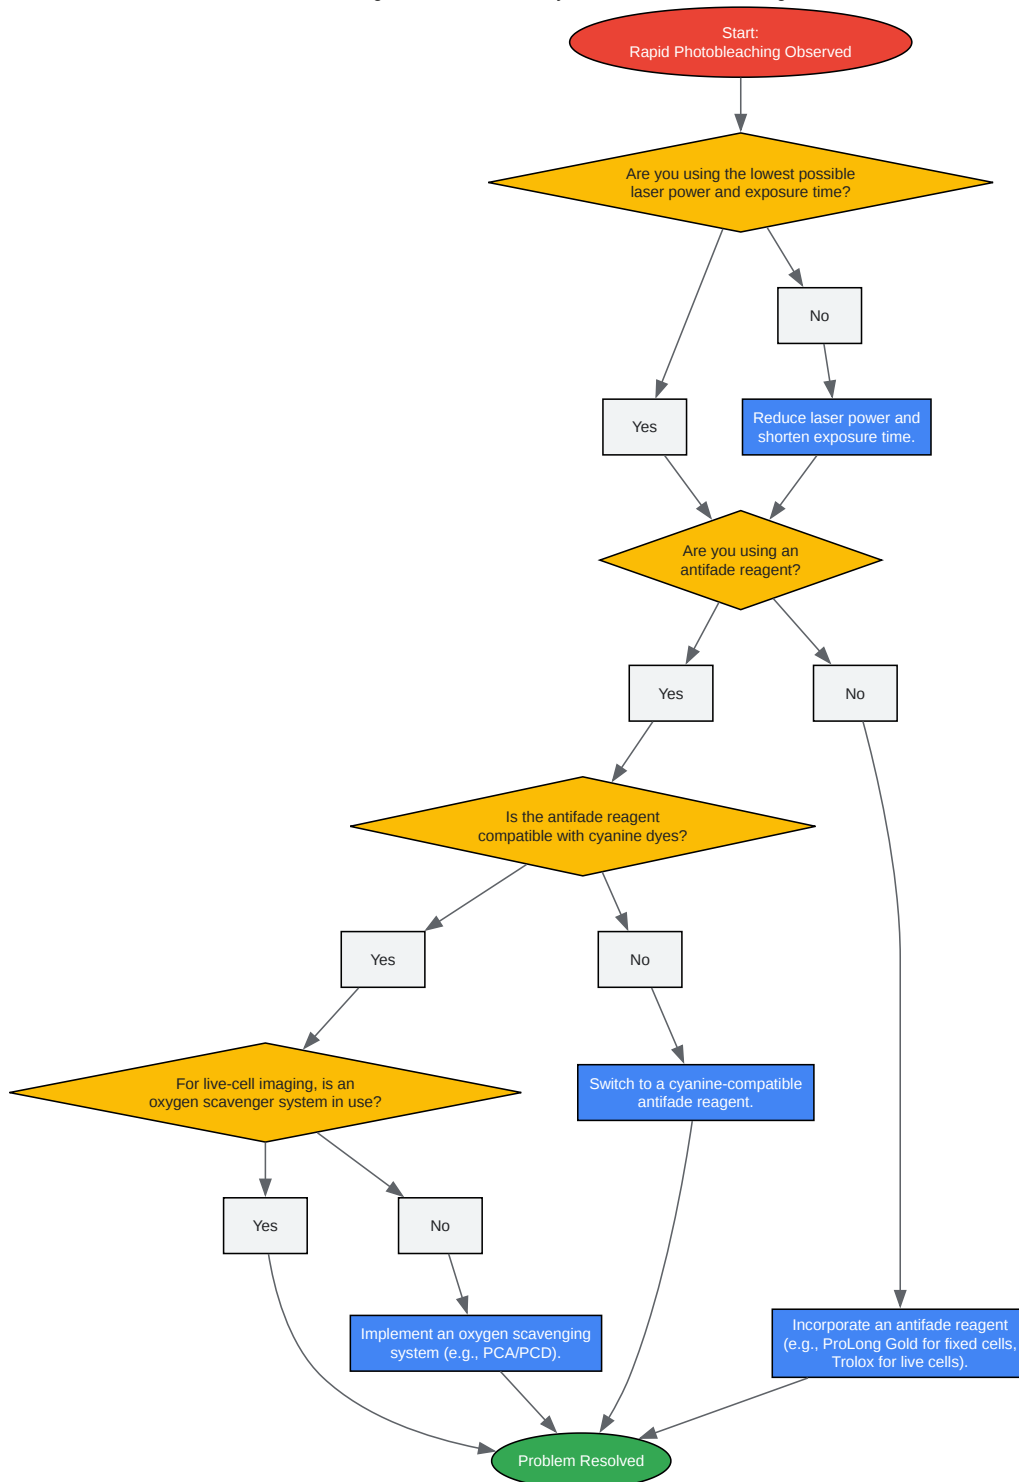 Start:
Rapid Photobleaching Observed
Are you using the lowest possible
laser power and exposure time?
No
Yes
Reduce laser power and
shorten exposure time.
Are you using an
antifade reagent?
Yes
No
Is the antifade reagent
compatible with cyanine dyes?
Yes
No
For live-cell imaging, is an
oxygen scavenger system in use?
Switch to a cyanine-compatible
antifade reagent.
Yes
No
Implement an oxygen scavenging
system (e.g., PCA/PCD).
Incorporate an antifade reagent
(e.g., ProLong Gold for fixed cells,
Trolox for live cells).
Problem Resolved